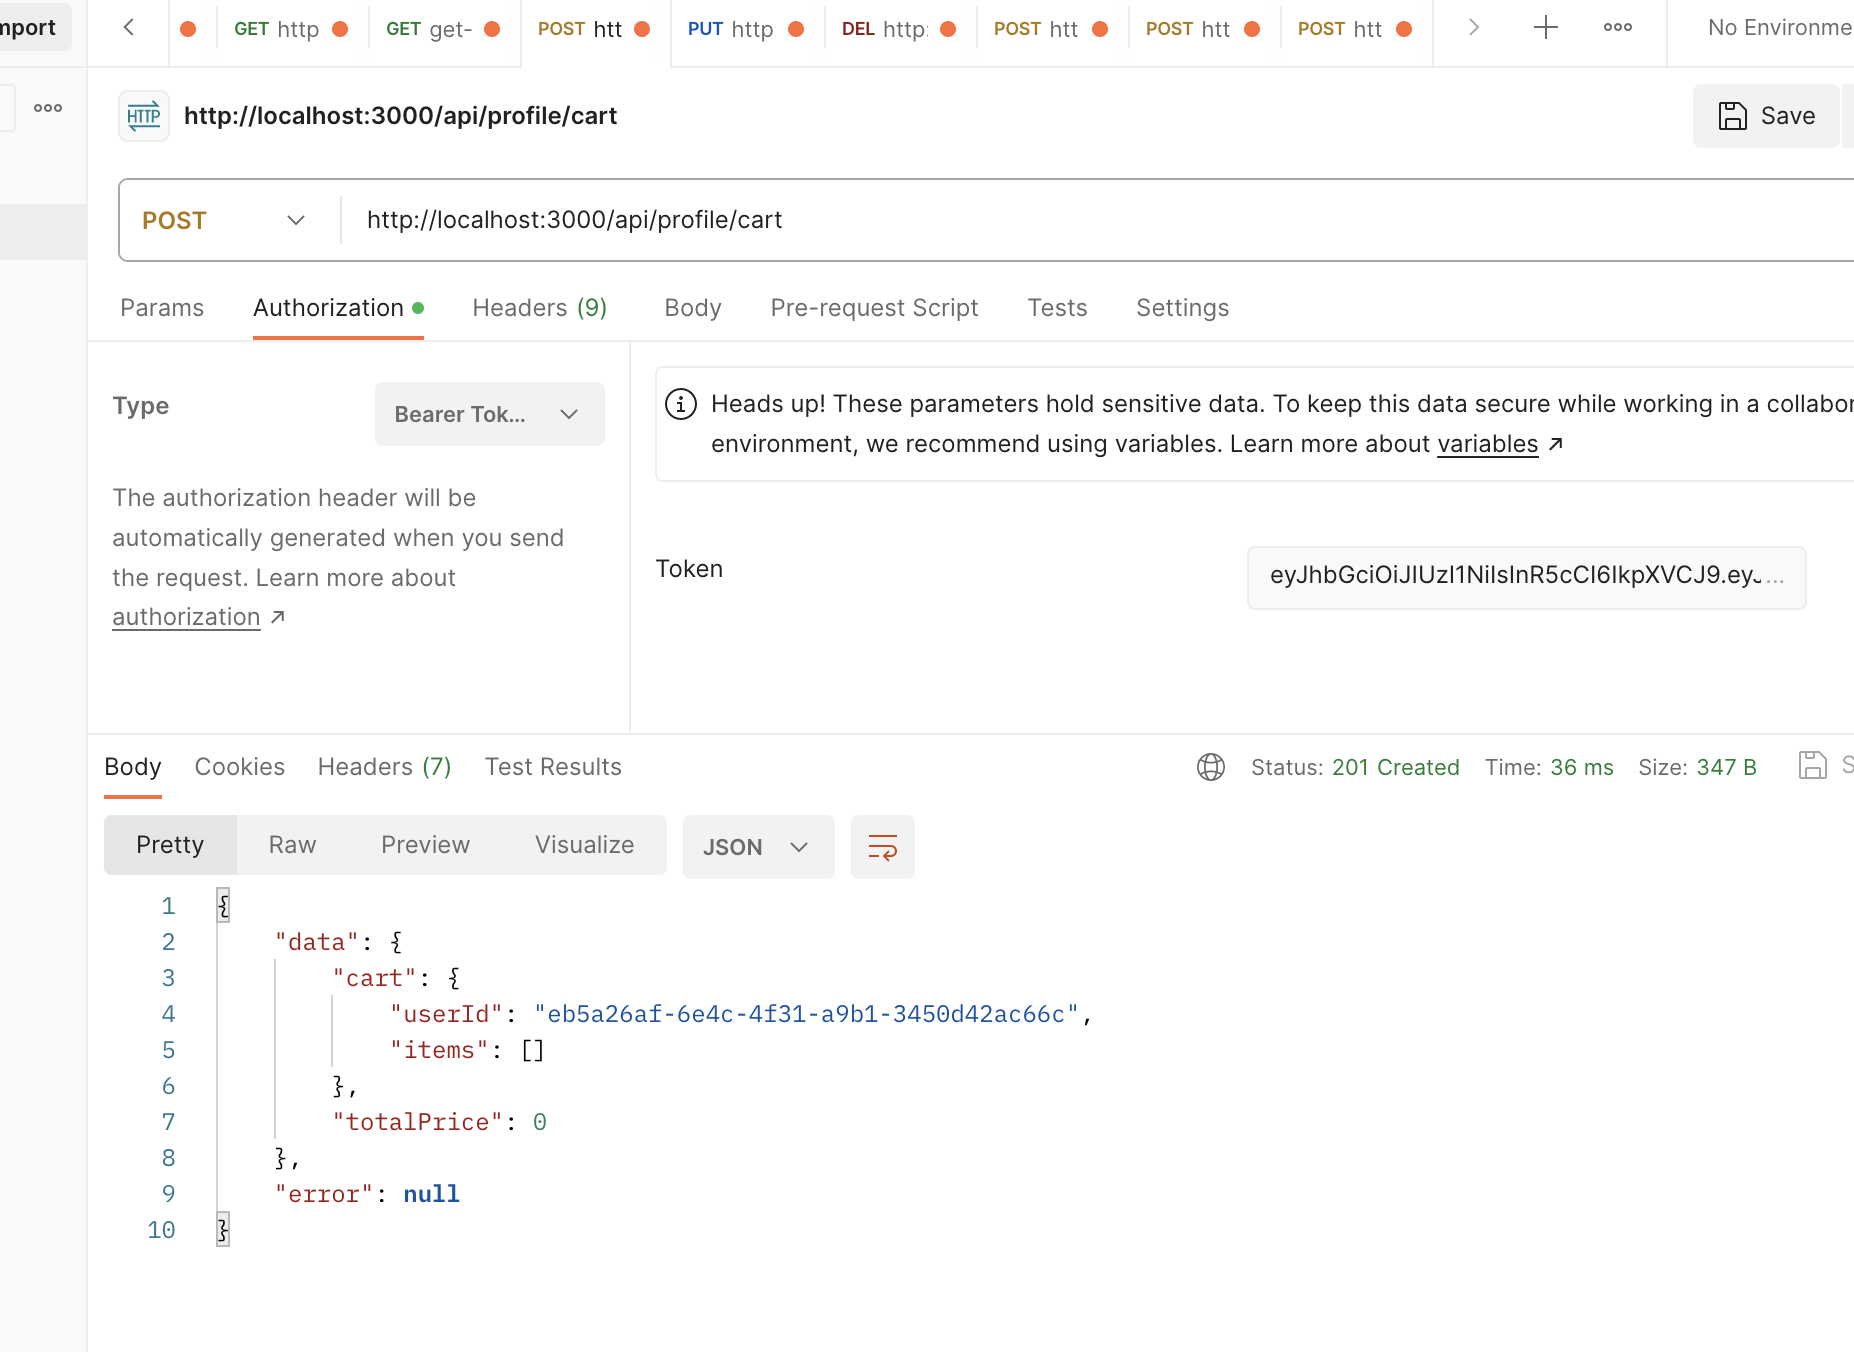 mport
GET http GET get- POST htt PUT http DEL http: POST htt POST htt POST htt No Environme
HTTP http://localhost:3000/api/profile/cart Save
POST http://localhost:3000/api/profile/cart
Params Authorization Headers (9) Body Pre-request Script Tests Settings
Type Bearer Tok...
The authorization header will be
automatically generated when you send
the request. Learn more about
authorization ↗
Heads up! These parameters hold sensitive data. To keep this data secure while working in a collabor
environment, we recommend using variables. Learn more about variables ↗
Token eyJhbGciOiJIUzI1NiIsInR5cCI6IkpXVCJ9.eyJ...
Body Cookies Headers (7) Test Results Status: 201 Created Time: 36 ms Size: 347 B S
Pretty Raw Preview Visualize JSON
1 {
2 "data": {
3 "cart": {
4 "userId": "eb5a26af-6e4c-4f31-a9b1-3450d42ac66c",
5 "items": []
6 },
7 "totalPrice": 0
8 },
9 "error": null
10 }